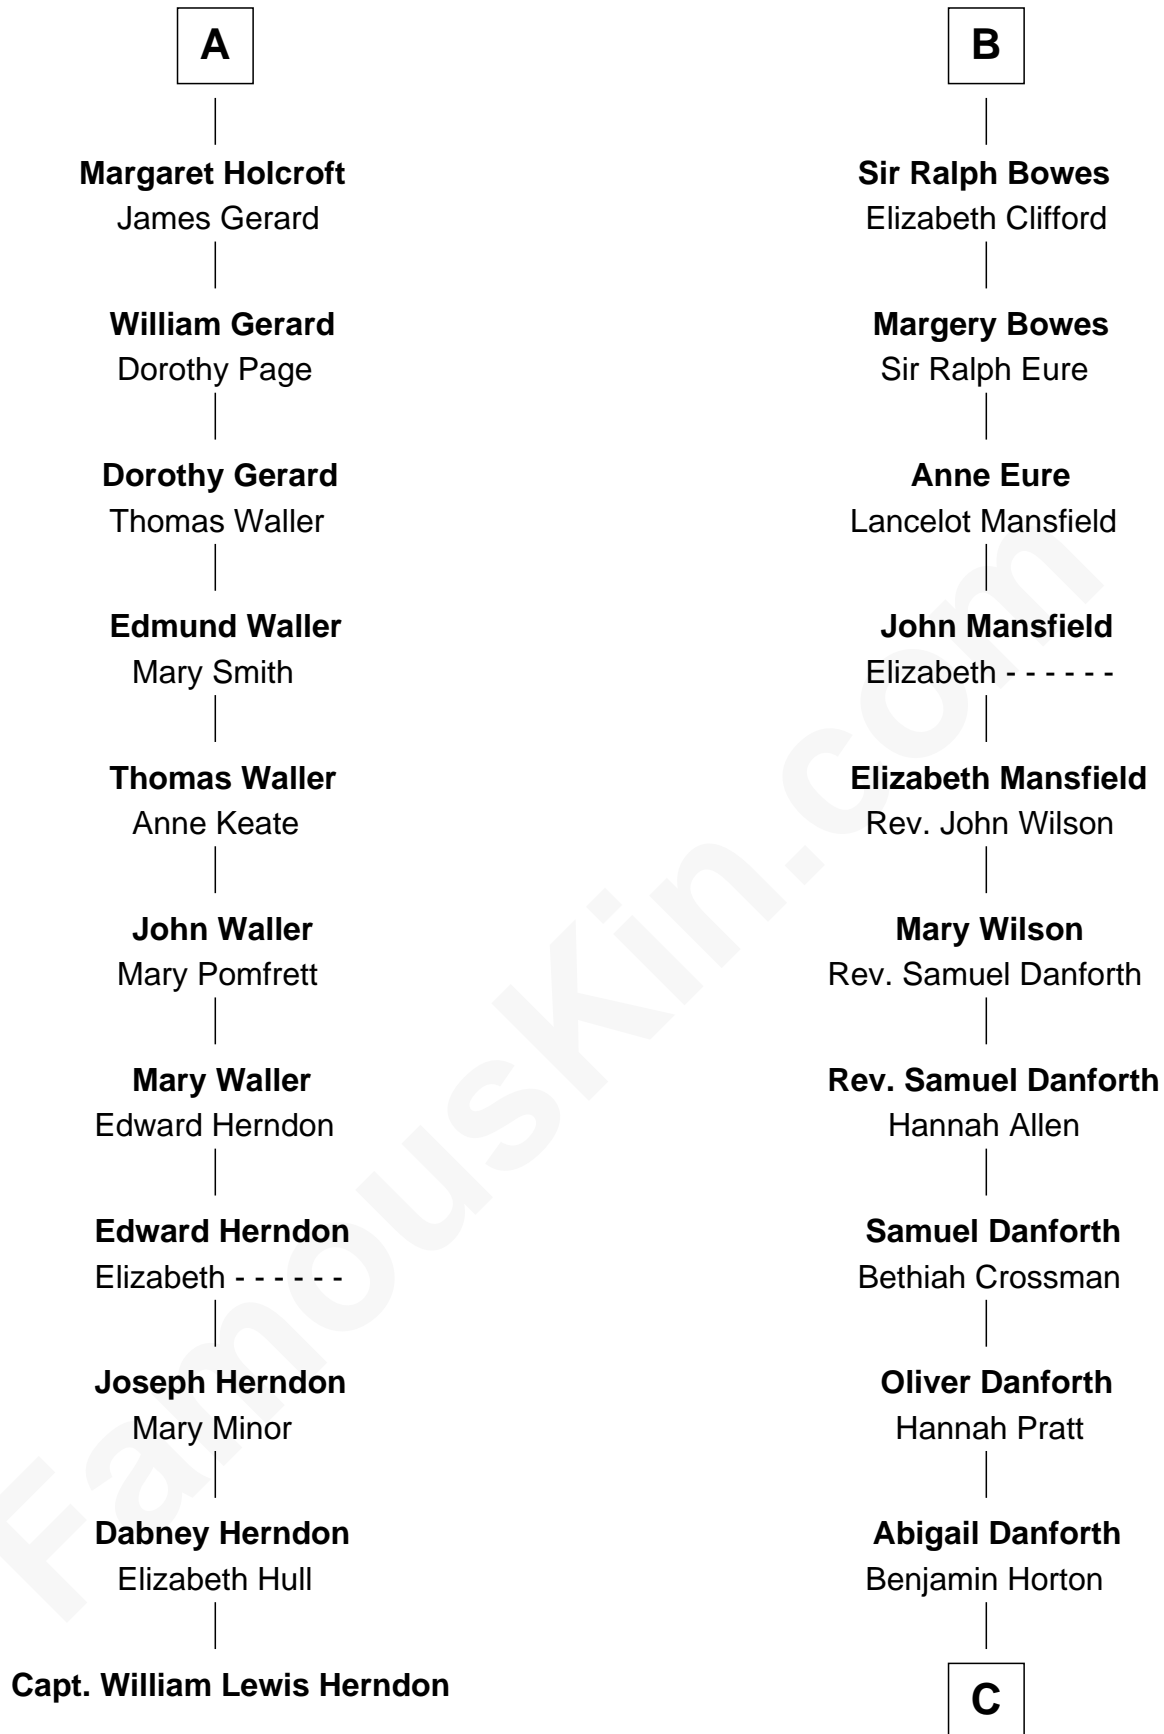 A
Margaret Holcroft
James Gerard
William Gerard
Dorothy Page
Dorothy Gerard
Thomas Waller
Edmund Waller
Mary Smith
Thomas Waller
Anne Keate
John Waller
Mary Pomfrett
Mary Waller
Edward Herndon
Edward Herndon
Elizabeth - - - - - -
Joseph Herndon
Mary Minor
Dabney Herndon
Elizabeth Hull
Capt. William Lewis Herndon
B
Sir Ralph Bowes
Elizabeth Clifford
Margery Bowes
Sir Ralph Eure
Anne Eure
Lancelot Mansfield
John Mansfield
Elizabeth - - - - - -
Elizabeth Mansfield
Rev. John Wilson
Mary Wilson
Rev. Samuel Danforth
Rev. Samuel Danforth
Hannah Allen
Samuel Danforth
Bethiah Crossman
Oliver Danforth
Hannah Pratt
Abigail Danforth
Benjamin Horton
C
FamousKin.com